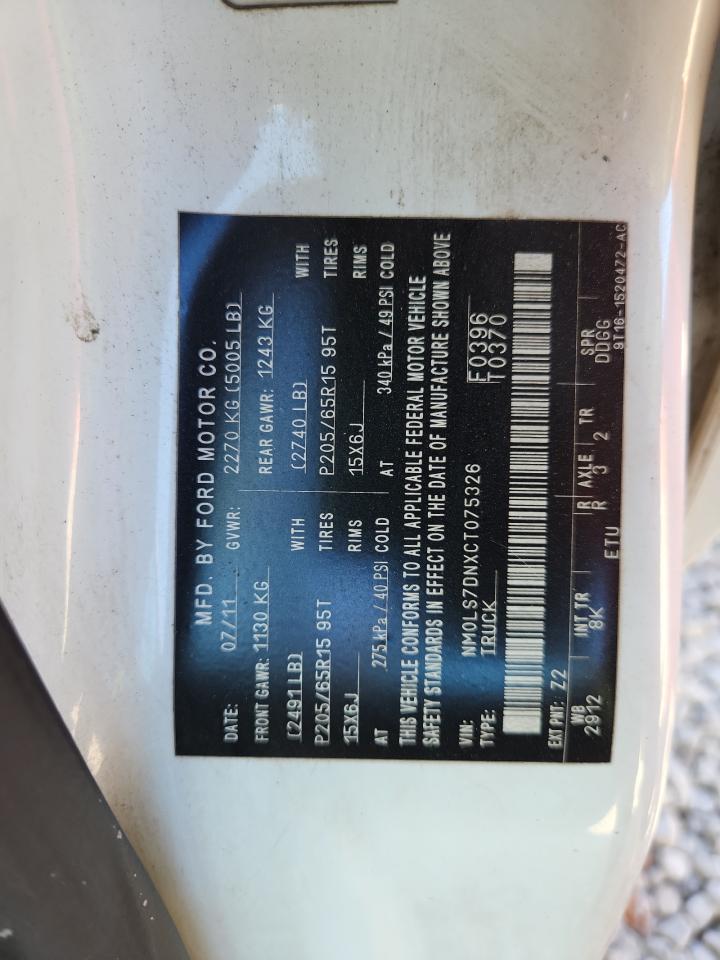 MFD. BY FORD MOTOR CO.
DATE: 07/11 GVWR: 2270 KG (5005 LB)
FRONT GAWR: 1130 KG REAR GAWR: 1243 KG
(2491LB) WITH (2740 LB) WITH
P205/65R15 95T TIRES P205/65R15 95T TIRES
15X6J RIMS 15X6J RIMS
AT 275 kPa / 40 PSI COLD AT 340 kPa / 49 PSI COLD
THIS VEHICLE CONFORMS TO ALL APPLICABLE FEDERAL MOTOR VEHICLE
SAFETY STANDARDS IN EFFECT ON THE DATE OF MANUFACTURE SHOWN ABOVE
VIN: NM0LS7DNXCT075326 F0396
TYPE: TRUCK T0370
EXT PNT: Z2
WB INT TR R AXLE TR SPR
2912 8K R 3 2 DDGG
ETU 9T16-1520472-AC